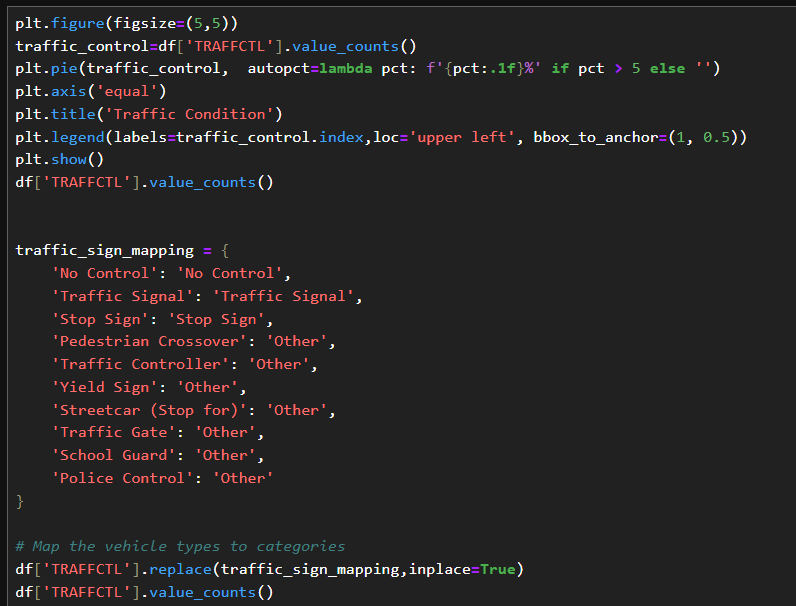 plt.figure(figsize=(5,5))
traffic_control=df['TRAFFCTL'].value_counts()
plt.pie(traffic_control,  autopct=lambda pct: f'{pct:.1f}%' if pct > 5 else '')
plt.axis('equal')
plt.title('Traffic Condition')
plt.legend(labels=traffic_control.index,loc='upper left', bbox_to_anchor=(1, 0.5))
plt.show()
df['TRAFFCTL'].value_counts()
traffic_sign_mapping = {
    'No Control': 'No Control',
    'Traffic Signal': 'Traffic Signal',
    'Stop Sign': 'Stop Sign',
    'Pedestrian Crossover': 'Other',
    'Traffic Controller': 'Other',
    'Yield Sign': 'Other',
    'Streetcar (Stop for)': 'Other',
    'Traffic Gate': 'Other',
    'School Guard': 'Other',
    'Police Control': 'Other'
}
# Map the vehicle types to categories
df['TRAFFCTL'].replace(traffic_sign_mapping,inplace=True)
df['TRAFFCTL'].value_counts()